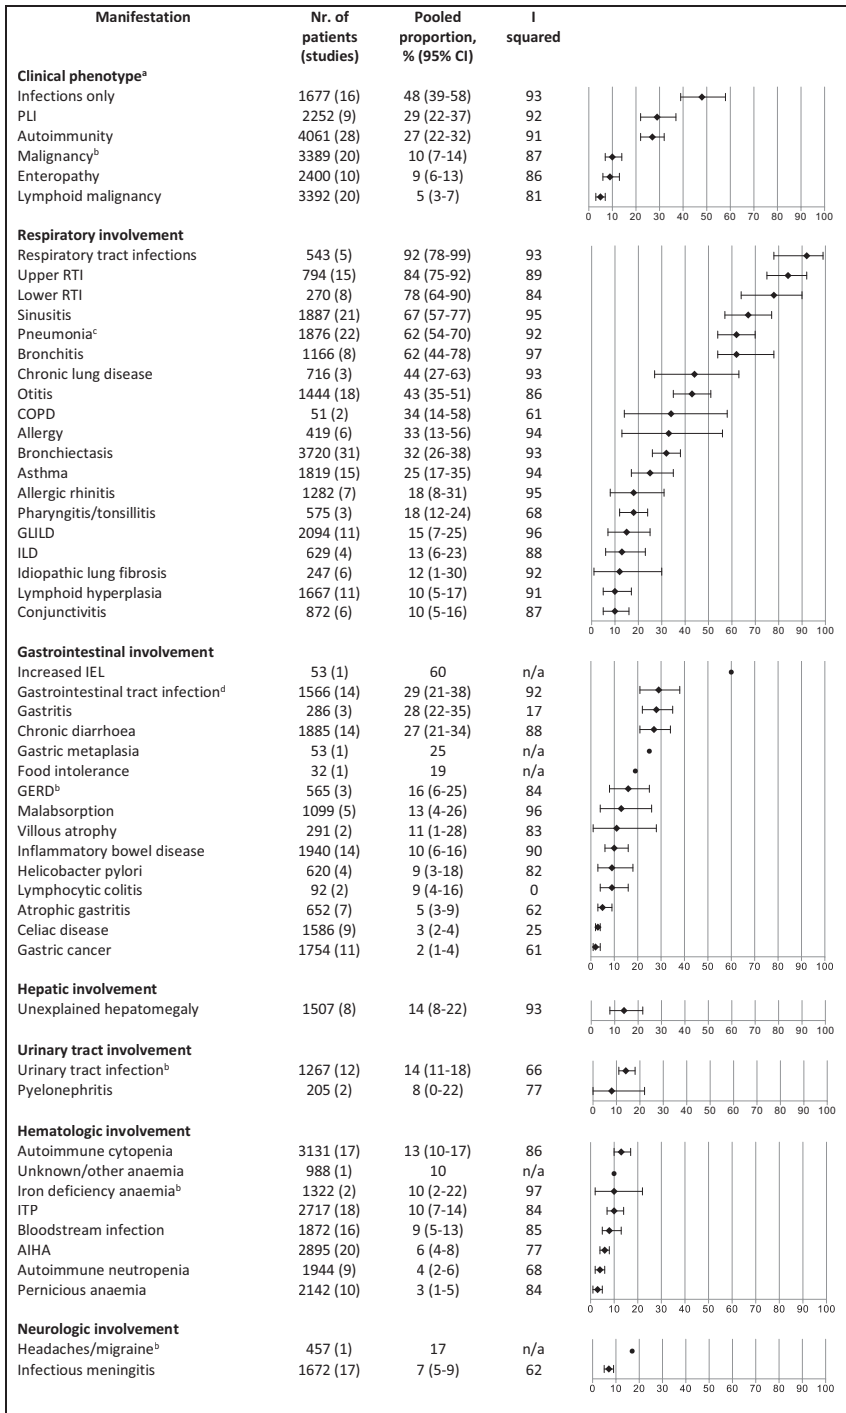 Manifestation Nr. of Pooled I
patients proportion, squared
(studies) % (95% CI)
Clinical phenotypeᵃ
Infections only 1677 (16) 48 (39-58) 93
PLI 2252 (9) 29 (22-37) 92
Autoimmunity 4061 (28) 27 (22-32) 91
Malignancyᵇ 3389 (20) 10 (7-14) 87
Enteropathy 2400 (10) 9 (6-13) 86
Lymphoid malignancy 3392 (20) 5 (3-7) 81
0 10 20 30 40 50 60 70 80 90 100
Respiratory involvement
Respiratory tract infections 543 (5) 92 (78-99) 93
Upper RTI 794 (15) 84 (75-92) 89
Lower RTI 270 (8) 78 (64-90) 84
Sinusitis 1887 (21) 67 (57-77) 95
Pneumoniaᶜ 1876 (22) 62 (54-70) 92
Bronchitis 1166 (8) 62 (44-78) 97
Chronic lung disease 716 (3) 44 (27-63) 93
Otitis 1444 (18) 43 (35-51) 86
COPD 51 (2) 34 (14-58) 61
Allergy 419 (6) 33 (13-56) 94
Bronchiectasis 3720 (31) 32 (26-38) 93
Asthma 1819 (15) 25 (17-35) 94
Allergic rhinitis 1282 (7) 18 (8-31) 95
Pharyngitis/tonsillitis 575 (3) 18 (12-24) 68
GLILD 2094 (11) 15 (7-25) 96
ILD 629 (4) 13 (6-23) 88
Idiopathic lung fibrosis 247 (6) 12 (1-30) 92
Lymphoid hyperplasia 1667 (11) 10 (5-17) 91
Conjunctivitis 872 (6) 10 (5-16) 87
0 10 20 30 40 50 60 70 80 90 100
Gastrointestinal involvement
Increased IEL 53 (1) 60 n/a
Gastrointestinal tract infectionᵈ 1566 (14) 29 (21-38) 92
Gastritis 286 (3) 28 (22-35) 17
Chronic diarrhoea 1885 (14) 27 (21-34) 88
Gastric metaplasia 53 (1) 25 n/a
Food intolerance 32 (1) 19 n/a
GERDᵇ 565 (3) 16 (6-25) 84
Malabsorption 1099 (5) 13 (4-26) 96
Villous atrophy 291 (2) 11 (1-28) 83
Inflammatory bowel disease 1940 (14) 10 (6-16) 90
Helicobacter pylori 620 (4) 9 (3-18) 82
Lymphocytic colitis 92 (2) 9 (4-16) 0
Atrophic gastritis 652 (7) 5 (3-9) 62
Celiac disease 1586 (9) 3 (2-4) 25
Gastric cancer 1754 (11) 2 (1-4) 61
0 10 20 30 40 50 60 70 80 90 100
Hepatic involvement
Unexplained hepatomegaly 1507 (8) 14 (8-22) 93
0 10 20 30 40 50 60 70 80 90 100
Urinary tract involvement
Urinary tract infectionᵇ 1267 (12) 14 (11-18) 66
Pyelonephritis 205 (2) 8 (0-22) 77
0 10 20 30 40 50 60 70 80 90 100
Hematologic involvement
Autoimmune cytopenia 3131 (17) 13 (10-17) 86
Unknown/other anaemia 988 (1) 10 n/a
Iron deficiency anaemiaᵇ 1322 (2) 10 (2-22) 97
ITP 2717 (18) 10 (7-14) 84
Bloodstream infection 1872 (16) 9 (5-13) 85
AIHA 2895 (20) 6 (4-8) 77
Autoimmune neutropenia 1944 (9) 4 (2-6) 68
Pernicious anaemia 2142 (10) 3 (1-5) 84
0 10 20 30 40 50 60 70 80 90 100
Neurologic involvement
Headaches/migraineᵇ 457 (1) 17 n/a
Infectious meningitis 1672 (17) 7 (5-9) 62
0 10 20 30 40 50 60 70 80 90 100